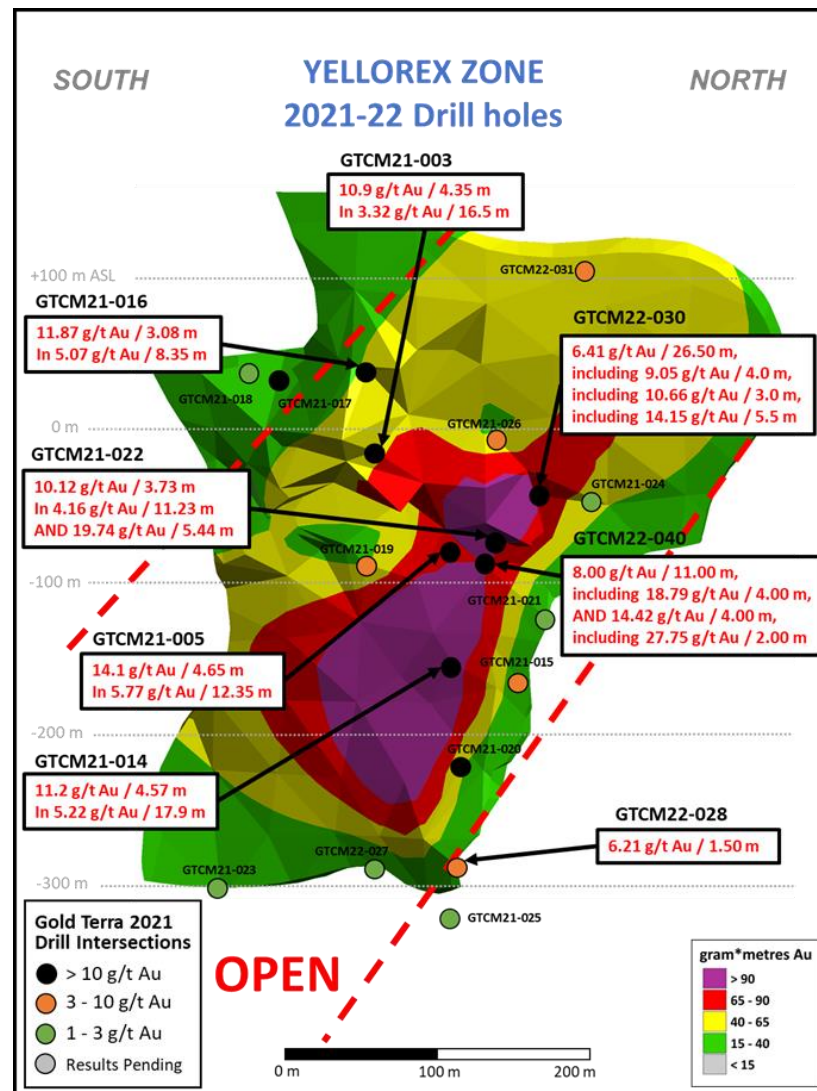 SOUTH
YELLOREX ZONE
2021-22 Drill holes
NORTH
GTCM21-003
10.9 g/t Au / 4.35 m
In 3.32 g/t Au / 16.5 m
+100 m ASL
GTCM22-031
GTCM21-016
11.87 g/t Au / 3.08 m
In 5.07 g/t Au / 8.35 m
GTCM22-030
6.41 g/t Au / 26.50 m,
including 9.05 g/t Au / 4.0 m,
including 10.66 g/t Au / 3.0 m,
including 14.15 g/t Au / 5.5 m
GTCM21-018
GTCM21-017
0 m
GTCM21-026
GTCM21-022
10.12 g/t Au / 3.73 m
In 4.16 g/t Au / 11.23 m
AND 19.74 g/t Au / 5.44 m
GTCM21-024
GTCM21-019
GTCM22-040
8.00 g/t Au / 11.00 m,
including 18.79 g/t Au / 4.00 m,
AND 14.42 g/t Au / 4.00 m,
including 27.75 g/t Au / 2.00 m
-100 m
GTCM21-021
GTCM21-005
14.1 g/t Au / 4.65 m
In 5.77 g/t Au / 12.35 m
GTCM21-015
-200 m
GTCM21-020
GTCM21-014
11.2 g/t Au / 4.57 m
In 5.22 g/t Au / 17.9 m
GTCM22-028
6.21 g/t Au / 1.50 m
GTCM22-027
GTCM21-023
-300 m
GTCM21-025
Gold Terra 2021
Drill Intersections
> 10 g/t Au
3 - 10 g/t Au
1 - 3 g/t Au
Results Pending
OPEN
gram*metres Au
> 90
65 - 90
40 - 65
15 - 40
< 15
0 m
100 m
200 m